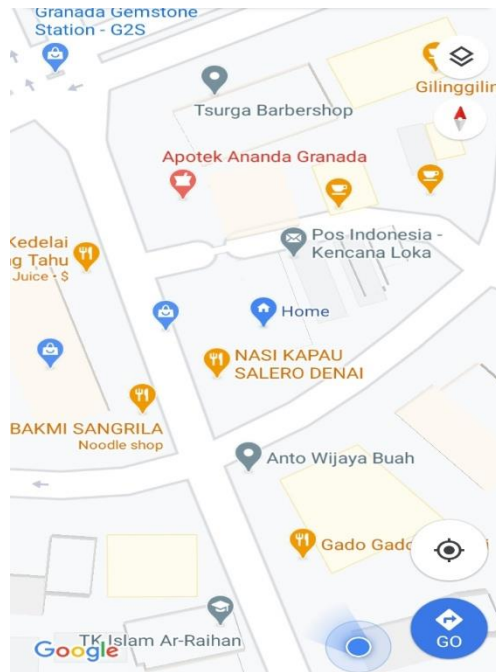 Granada Gemstone
Station - G2S
Gilinggilin
Tsurga Barbershop
Apotek Ananda Granada
Pos Indonesia -
Kencana Loka
Kedelai
g Tahu
Juice · $
Home
NASI KAPAU
SALERO DENAI
BAKMI SANGRILA
Noodle shop
Anto Wijaya Buah
Gado Gado
TK Islam Ar-Raihan
Google
GO